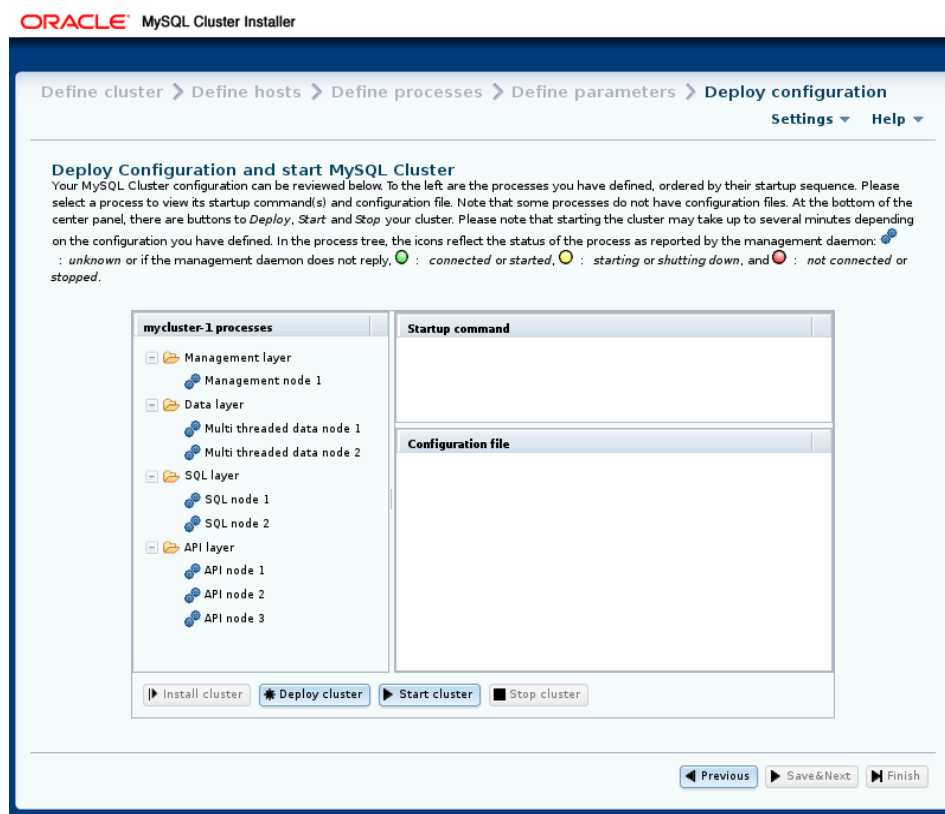 ORACLE® MySQL Cluster Installer
Define cluster > Define hosts > Define processes > Define parameters > Deploy configuration
Settings Help
Deploy Configuration and start MySQL Cluster
Your MySQL Cluster configuration can be reviewed below. To the left are the processes you have defined, ordered by their startup sequence. Please
select a process to view its startup command(s) and configuration file. Note that some processes do not have configuration files. At the bottom of the
center panel, there are buttons to Deploy, Start and Stop your cluster. Please note that starting the cluster may take up to several minutes depending
on the configuration you have defined. In the process tree, the icons reflect the status of the process as reported by the management daemon:
: unknown or if the management daemon does not reply, : connected or started, : starting or shutting down, and : not connected or
stopped.
mycluster-1 processes
Management layer
Management node 1
Data layer
Multi threaded data node 1
Multi threaded data node 2
SQL layer
SQL node 1
SQL node 2
API layer
API node 1
API node 2
API node 3
Startup command
Configuration file
Install cluster Deploy cluster Start cluster Stop cluster
Previous Save&Next Finish